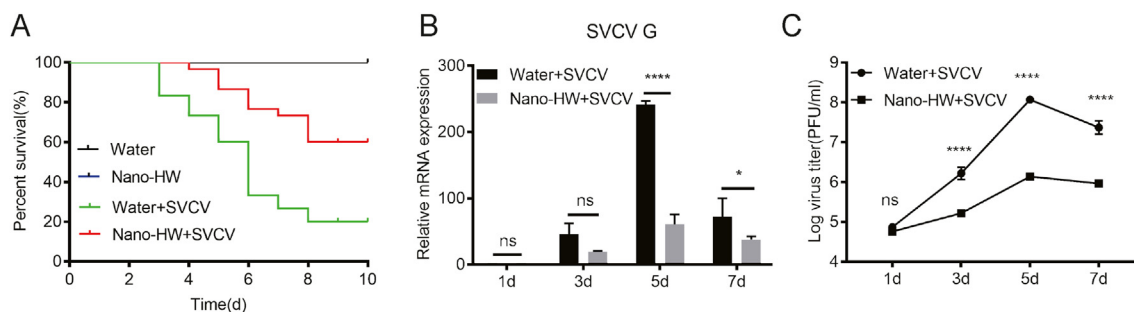 A
Percent survival(%)
100
80
60
40
20
0
Water
Nano-HW
Water+SVCV
Nano-HW+SVCV
0 2 4 6 8 10
Time(d)
B
SVCV G
Relative mRNA expression
300
200
100
0
Water+SVCV
Nano-HW+SVCV
ns
ns
****
*
1d 3d 5d 7d
C
Log virus titer(PFU/ml)
9
8
7
6
5
4
Water+SVCV
Nano-HW+SVCV
ns
****
****
****
1d 3d 5d 7d